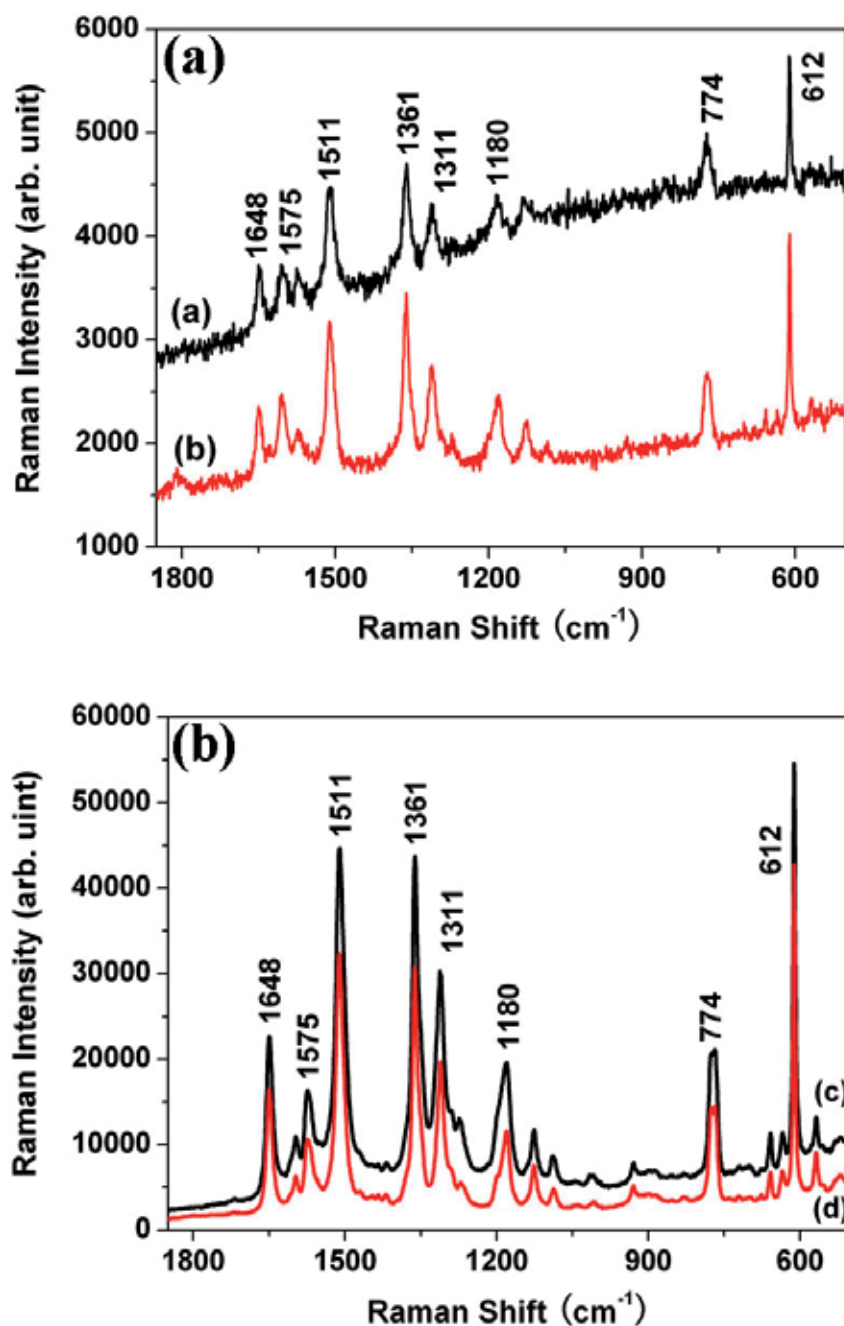 (a)
6000
5000
4000
3000
2000
1000
Raman Intensity (arb. unit)
1648
1575
1511
1361
1311
1180
774
612
(a)
(b)
1800 1500 1200 900 600
Raman Shift (cm-1)
(b)
60000
50000
40000
30000
20000
10000
0
Raman Intensity (arb. uint)
1648
1575
1511
1361
1311
1180
774
612
(c)
(d)
1800 1500 1200 900 600
Raman Shift (cm-1)